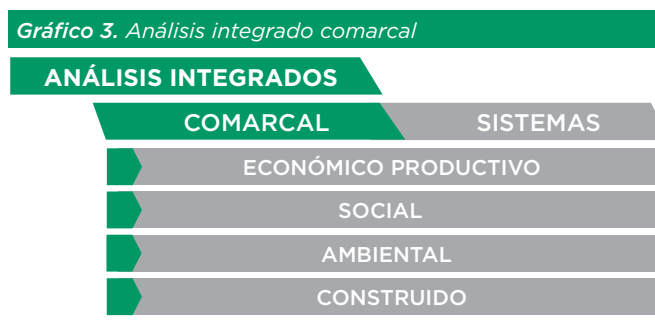 Gráfico 3. Análisis integrado comarcal
ANÁLISIS INTEGRADOS
COMARCAL SISTEMAS
ECONÓMICO PRODUCTIVO
SOCIAL
AMBIENTAL
CONSTRUIDO